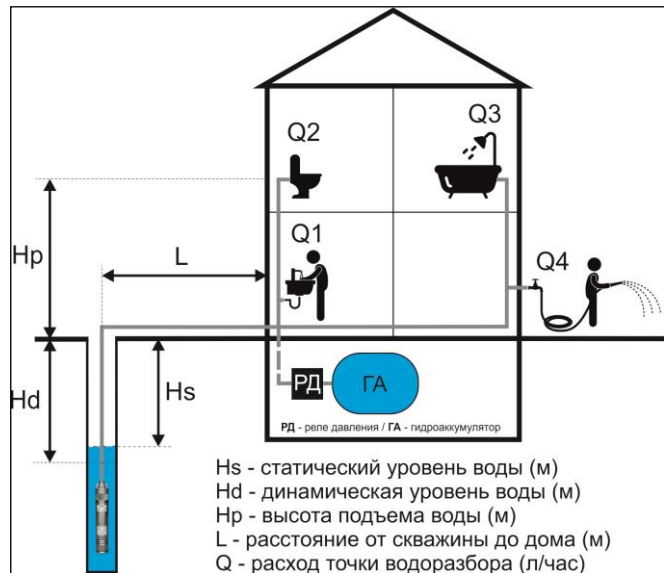 Q3
Q2
Hp
L
Q1
Q4
Hd
Hs
РД
ГА
РД - реле давления / ГА - гидроаккумулятор
Hs - статический уровень воды (м)
Hd - динамическая уровень воды (м)
Hp - высота подъема воды (м)
L - расстояние от скважины до дома (м)
Q - расход точки водоразбора (л/час)